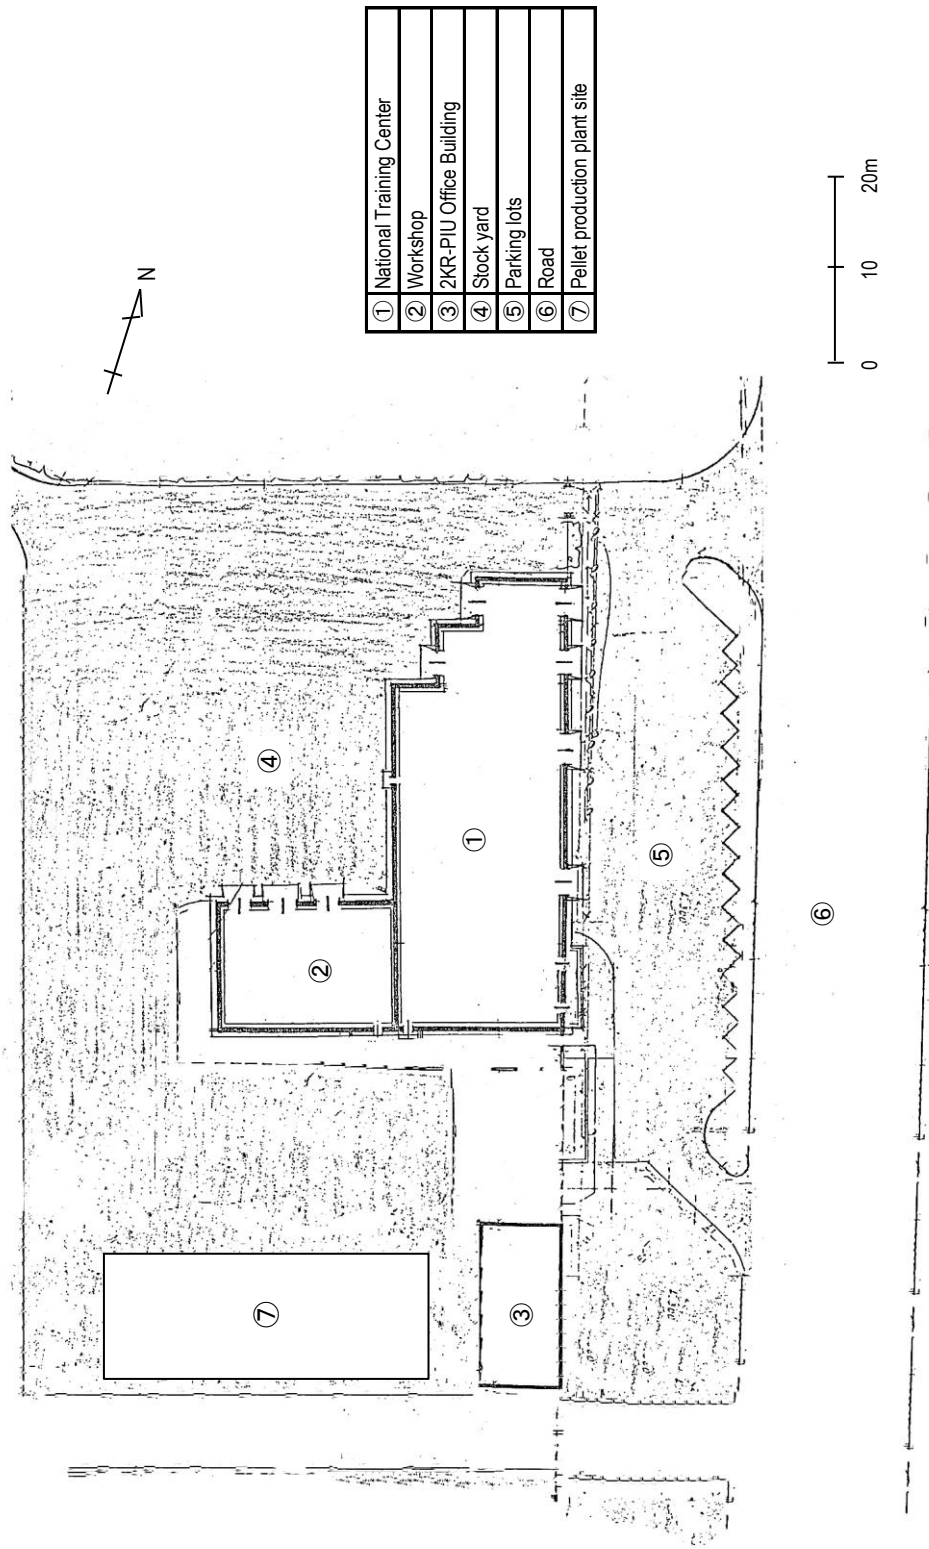 ① National Training Center
② Workshop
③ 2KR-PIU Office Building
④ Stock yard
⑤ Parking lots
⑥ Road
⑦ Pellet production plant site
N
0 10 20m
④
①
②
⑤
⑥
⑦
③